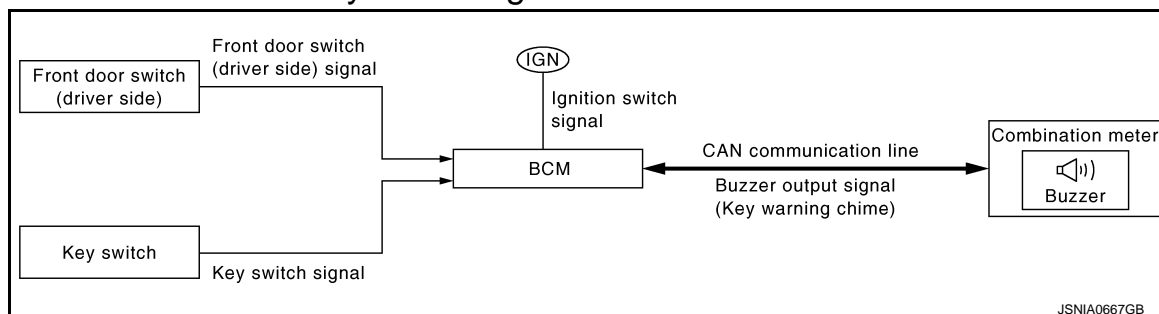 Front door switch
(driver side)
Front door switch
(driver side) signal
IGN
Ignition switch
signal
BCM
CAN communication line
Buzzer output signal
(Key warning chime)
Combination meter
Buzzer
Key switch
Key switch signal
JSNIA0667GB